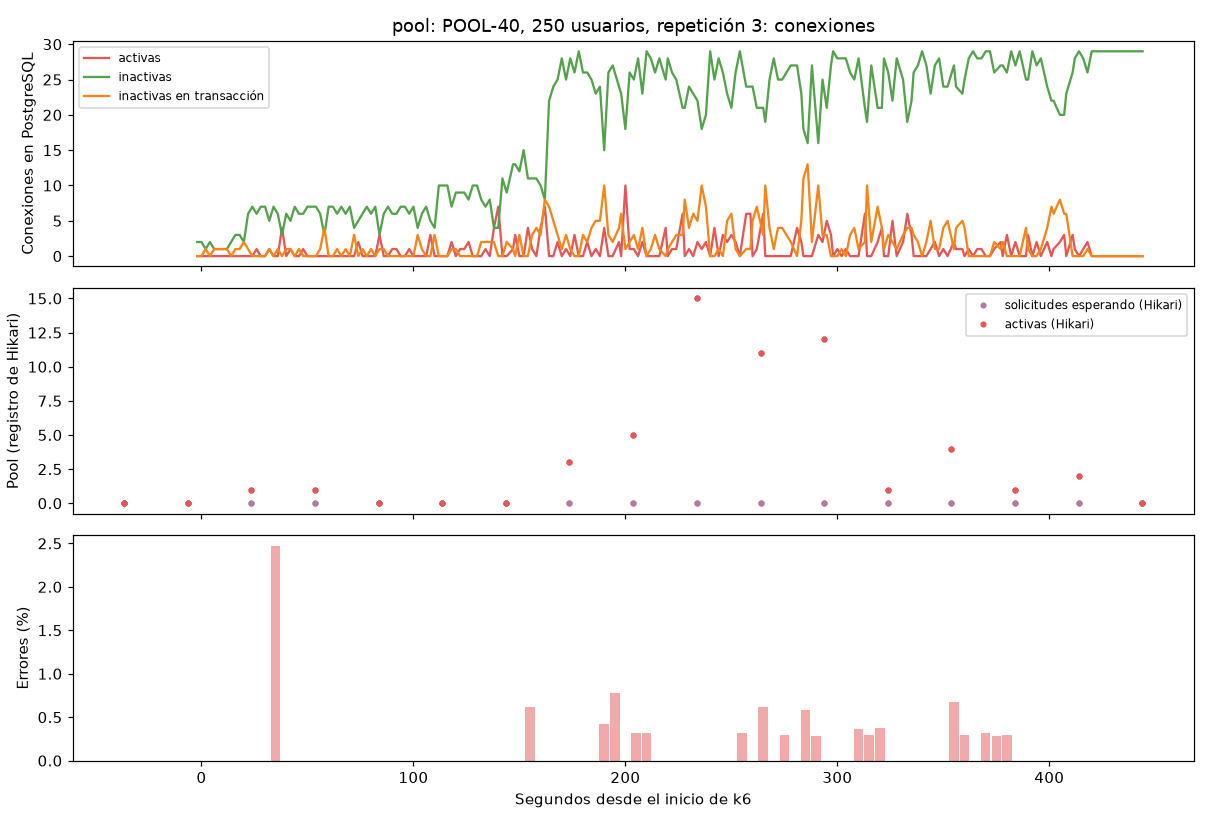 pool: POOL-40, 250 usuarios, repetición 3: conexiones
Conexiones en PostgreSQL
30
25
20
15
10
5
0
activas
inactivas
inactivas en transacción
Pool (registro de Hikari)
15.0
12.5
10.0
7.5
5.0
2.5
0.0
solicitudes esperando (Hikari)
activas (Hikari)
Errores (%)
2.5
2.0
1.5
1.0
0.5
0.0
0 100 200 300 400
Segundos desde el inicio de k6